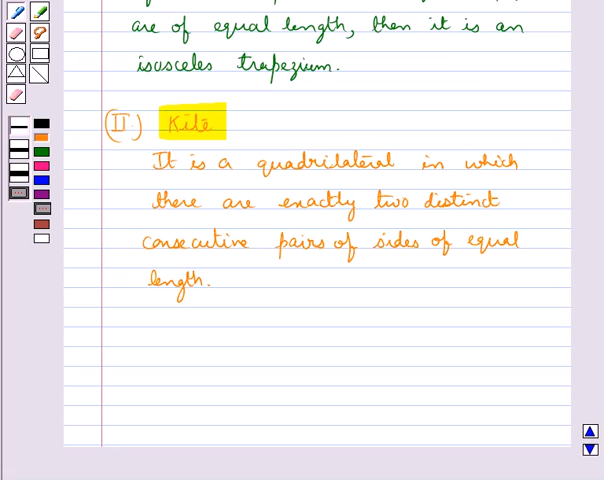 are of equal length, then it is an
isosceles trapezium.
(II.) Kite
It is a quadrilateral in which
there are exactly two distinct
consecutive pairs of sides of equal
length.